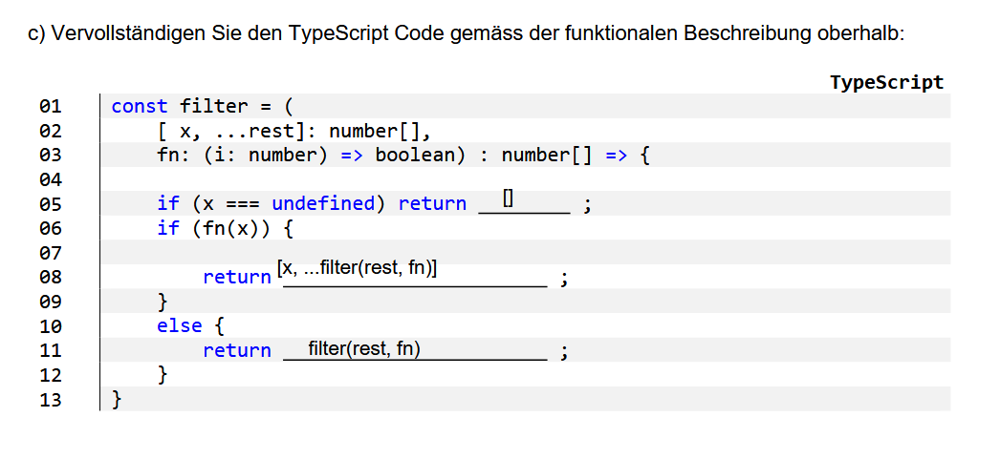 c) Vervollständigen Sie den TypeScript Code gemäss der funktionalen Beschreibung oberhalb:
TypeScript
01 const filter = (
02 [ x, ...rest]: number[],
03 fn: (i: number) => boolean) : number[] => {
04
05 if (x === undefined) return [] ;
06 if (fn(x)) {
07
08 return [x, ...filter(rest, fn)] ;
09 }
10 else {
11 return filter(rest, fn) ;
12 }
13 }